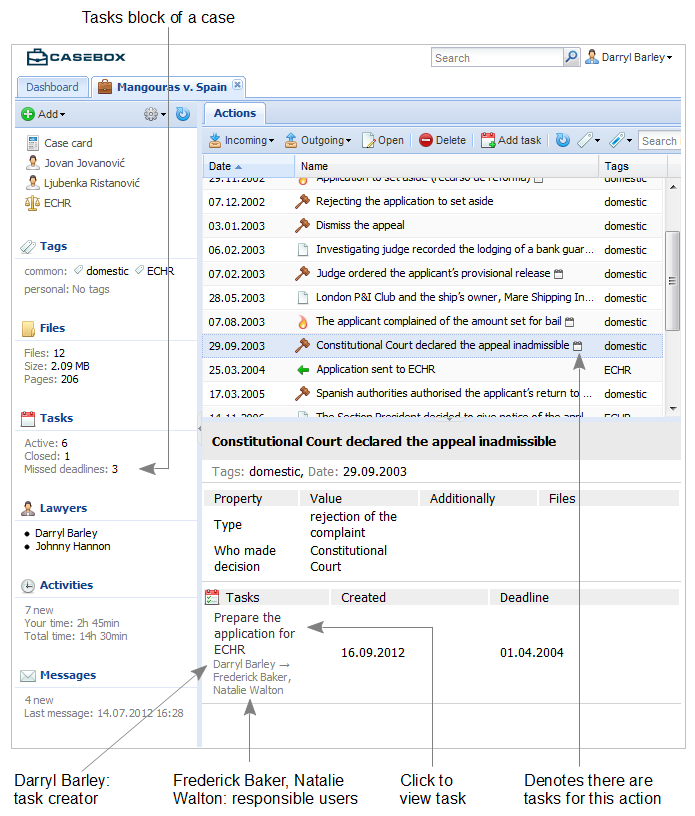 Tasks block of a case
CASEBOX
Search
Darryl Barley
Dashboard
Mangouras v. Spain
Add
Case card
Jovan Jovanović
Ljubenka Ristanović
ECHR
Tags
common: domestic ECHR
personal: No tags
Files
Files: 12
Size: 2.09 MB
Pages: 206
Tasks
Active: 6
Closed: 1
Missed deadlines: 3
Lawyers
• Darryl Barley
• Johnny Hannon
Activities
7 new
Your time: 2h 45min
Total time: 14h 30min
Messages
4 new
Last message: 14.07.2012 16:28
Actions
Incoming Outgoing Open Delete Add task Search
Date Name Tags
29.11.2002 Application to set aside (recurso de reforma) domestic
07.12.2002 Rejecting the application to set aside domestic
03.01.2003 Dismiss the appeal domestic
06.02.2003 Investigating judge recorded the lodging of a bank guar... domestic
07.02.2003 Judge ordered the applicant's provisional release domestic
28.05.2003 London P&I Club and the ship's owner, Mare Shipping In... domestic
07.08.2003 The applicant complained of the amount set for bail domestic
29.09.2003 Constitutional Court declared the appeal inadmissible domestic
25.03.2004 Application sent to ECHR ECHR
17.03.2005 Spanish authorities authorised the applicant's return to ... domestic
14.11.2006 The Section President decided to give notice of the appl... ECHR
Constitutional Court declared the appeal inadmissible
Tags: domestic, Date: 29.09.2003
Property Value Additionally Files
Type rejection of the
complaint
Who made Constitutional
decision Court
Tasks Created Deadline
Prepare the
application for
ECHR 16.09.2012 01.04.2004
Darryl Barley →
Frederick Baker,
Natalie Walton
Darryl Barley:
task creator
Frederick Baker, Natalie
Walton: responsible users
Click to
view task
Denotes there are
tasks for this action